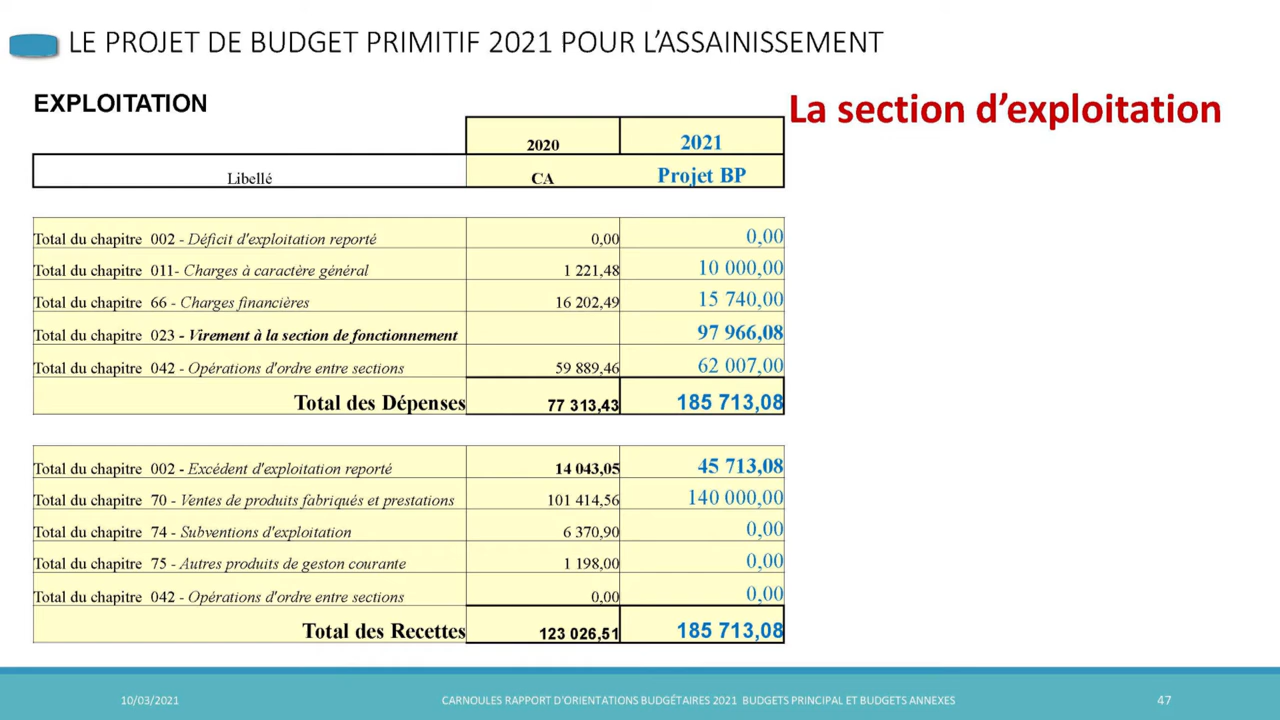 LE PROJET DE BUDGET PRIMITIF 2021 POUR L'ASSAINISSEMENT
EXPLOITATION
La section d'exploitation
2020 2021
Libellé CA Projet BP
Total du chapitre 002 - Déficit d'exploitation reporté 0,00 0,00
Total du chapitre 011- Charges à caractère général 1 221,48 10 000,00
Total du chapitre 66 - Charges financières 16 202,49 15 740,00
Total du chapitre 023 - Virement à la section de fonctionnement 97 966,08
Total du chapitre 042 - Opérations d'ordre entre sections 59 889,46 62 007,00
Total des Dépenses 77 313,43 185 713,08
Total du chapitre 002 - Excédent d'exploitation reporté 14 043,05 45 713,08
Total du chapitre 70 - Ventes de produits fabriqués et prestations 101 414,56 140 000,00
Total du chapitre 74 - Subventions d'exploitation 6 370,90 0,00
Total du chapitre 75 - Autres produits de geston courante 1 198,00 0,00
Total du chapitre 042 - Opérations d'ordre entre sections 0,00 0,00
Total des Recettes 123 026,51 185 713,08
10/03/2021 CARNOULES RAPPORT D'ORIENTATIONS BUDGÉTAIRES 2021 BUDGETS PRINCIPAL ET BUDGETS ANNEXES 47